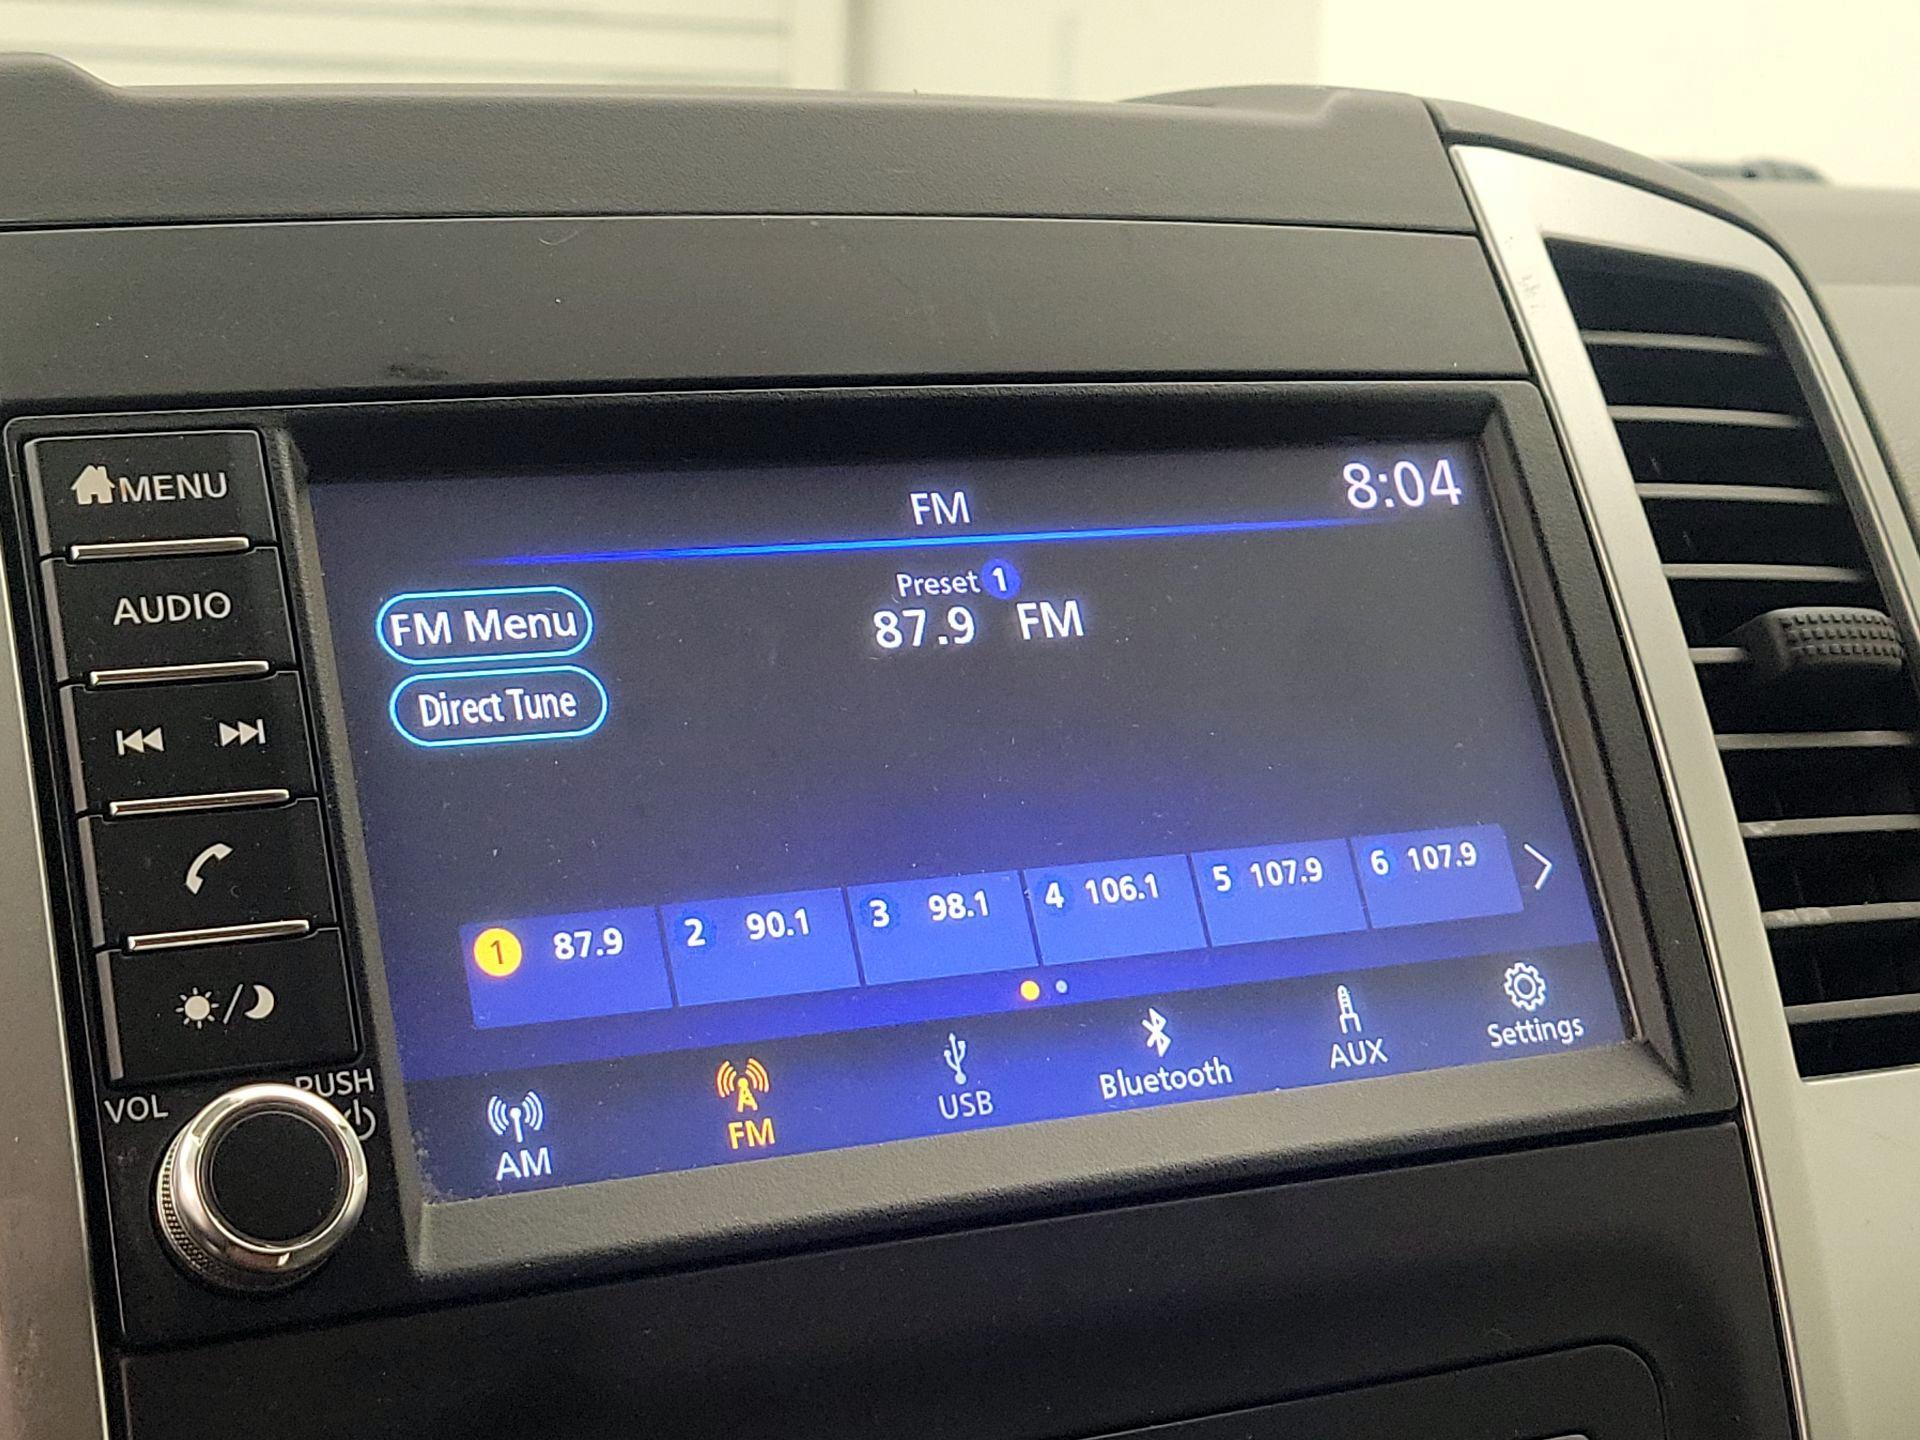 MENU
AUDIO
VOL
PUSH
FM
8:04
Preset 1
87.9 FM
FM Menu
Direct Tune
1 87.9
2 90.1
3 98.1
4 106.1
5 107.9
6 107.9
AM
FM
USB
Bluetooth
AUX
Settings